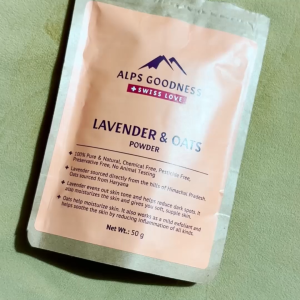 ALPS GOODNESS
SWISS LOVE
LAVENDER & OATS
POWDER
100% Pure & Natural, Chemical Free, Pesticide Free,
Preservative Free, No Animal Testing
Lavender sourced directly from the hills of Himachal Pradesh,
Oats sourced from Haryana
Lavender evens out skin tone and helps reduce dark spots. It
also moisturizes the skin and gives you soft, supple skin.
Oats help moisturize skin. It also works as a mild exfoliant and
helps soothe the skin by reducing inflammation of all kinds.
Net Wt.: 50 g